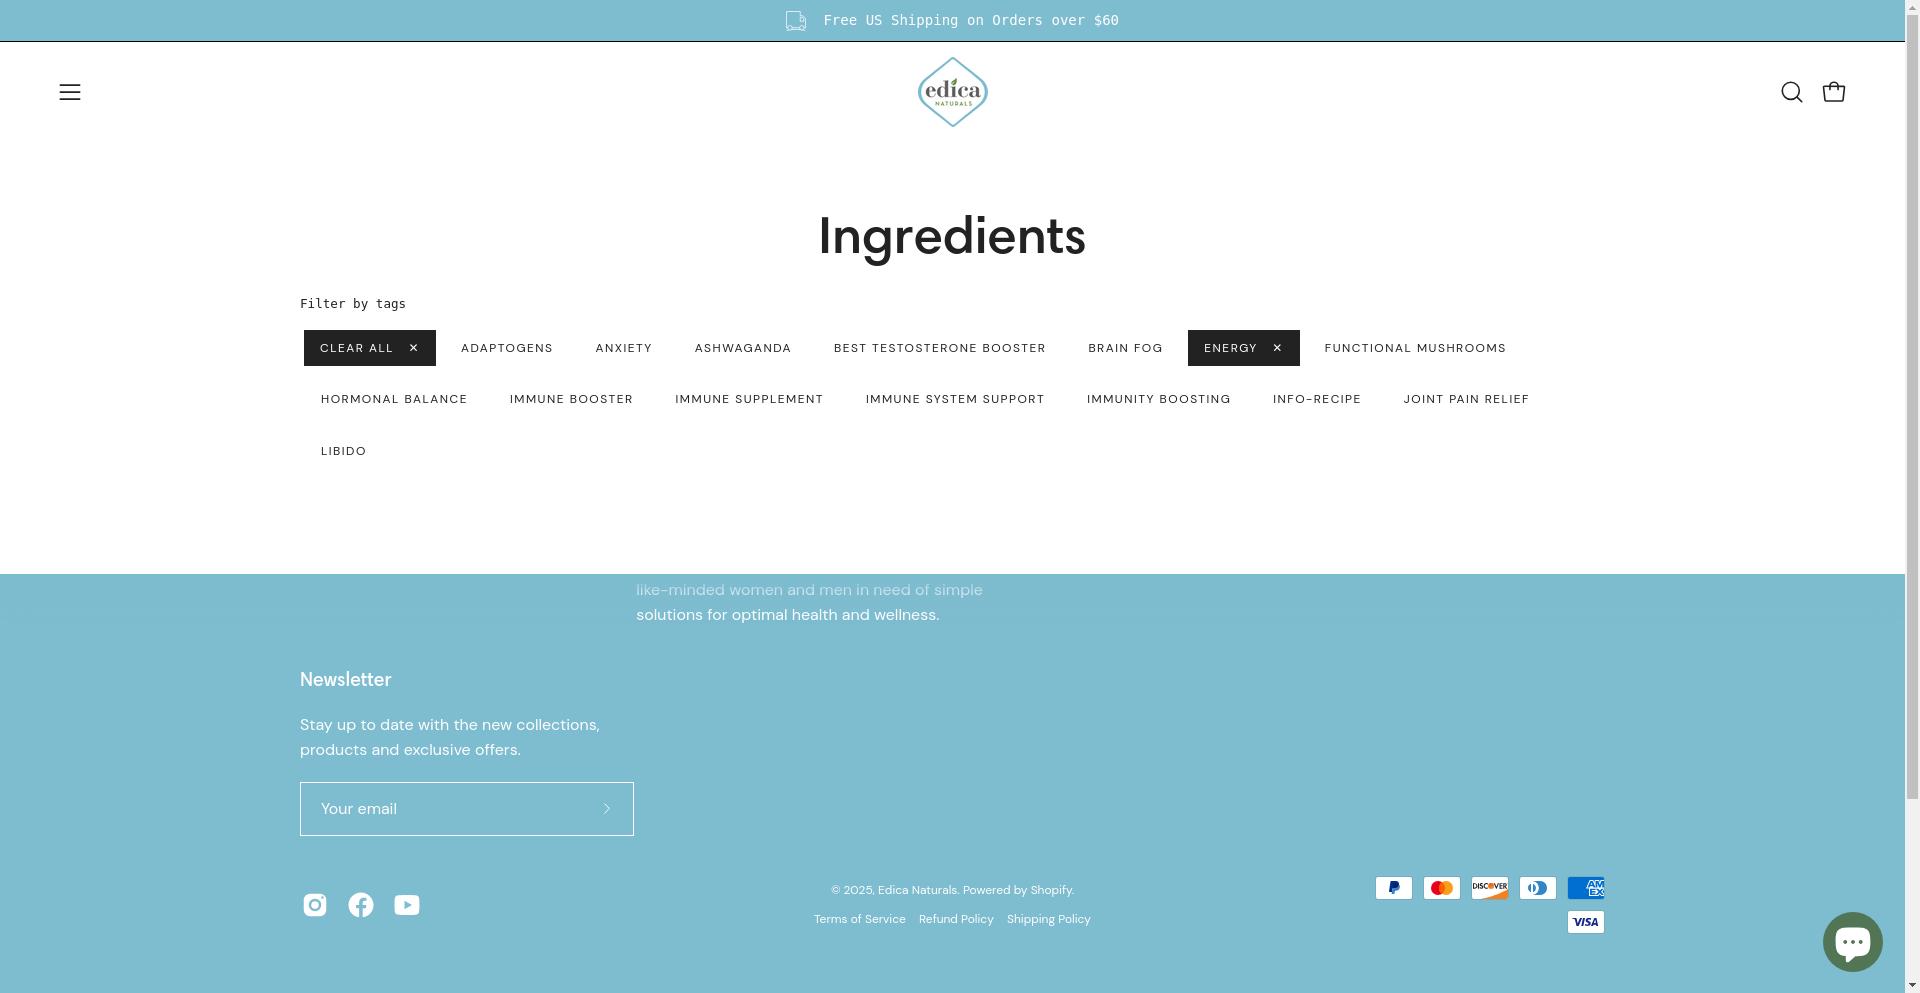 Free US Shipping on Orders over $60
edica
NATURALS
Ingredients
Filter by tags
CLEAR ALL ✕ ADAPTOGENS ANXIETY ASHWAGANDA BEST TESTOSTERONE BOOSTER BRAIN FOG ENERGY ✕ FUNCTIONAL MUSHROOMS
HORMONAL BALANCE IMMUNE BOOSTER IMMUNE SUPPLEMENT IMMUNE SYSTEM SUPPORT IMMUNITY BOOSTING INFO-RECIPE JOINT PAIN RELIEF
LIBIDO
like-minded women and men in need of simple
solutions for optimal health and wellness.
Newsletter
Stay up to date with the new collections,
products and exclusive offers.
Your email
© 2025, Edica Naturals. Powered by Shopify.
Terms of Service Refund Policy Shipping Policy
DISCOVER
AM
EX
VISA